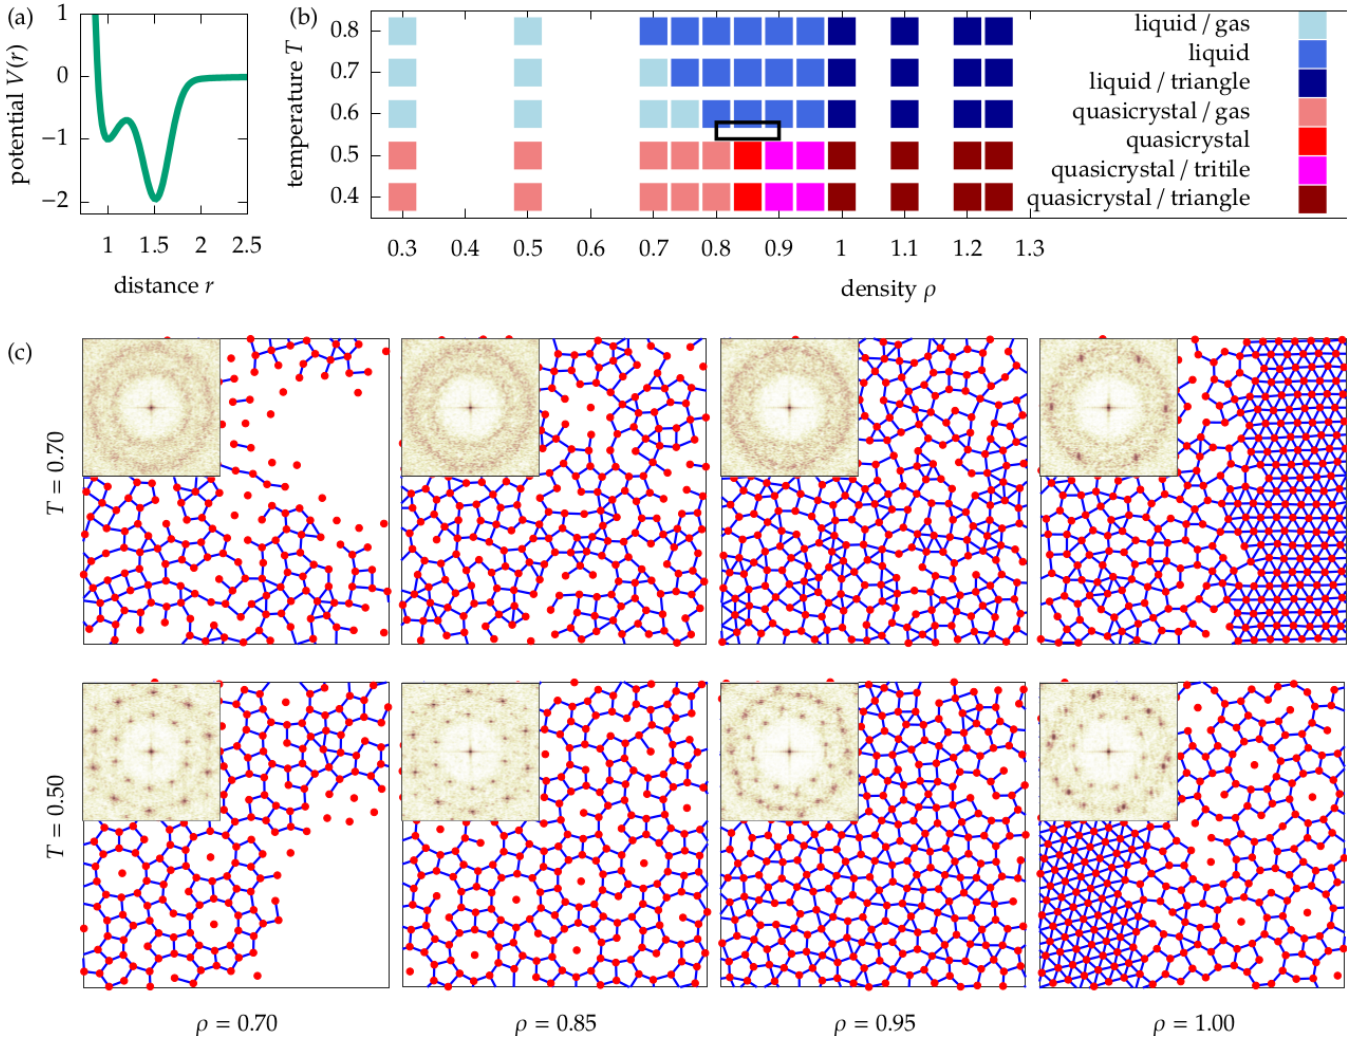 (a)
potential V(r)
1
0
−1
−2
1
1.5
2
2.5
distance r
(b)
temperature T
0.8
0.7
0.6
0.5
0.4
0.3
0.4
0.5
0.6
0.7
0.8
0.9
1
1.1
1.2
1.3
density ρ
liquid / gas
liquid
liquid / triangle
quasicrystal / gas
quasicrystal
quasicrystal / tritile
quasicrystal / triangle
(c)
T = 0.70
T = 0.50
ρ = 0.70
ρ = 0.85
ρ = 0.95
ρ = 1.00